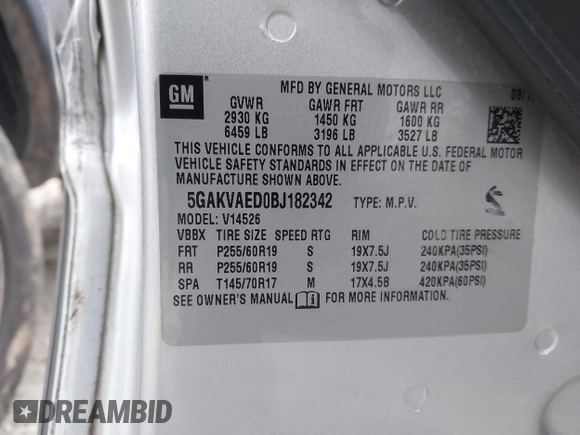 GM
MFD BY GENERAL MOTORS LLC
GVWR GAWR FRT GAWR RR
2930 KG 1450 KG 1600 KG
6459 LB 3196 LB 3527 LB
THIS VEHICLE CONFORMS TO ALL APPLICABLE U.S. FEDERAL MOTOR
VEHICLE SAFETY STANDARDS IN EFFECT ON THE DATE OF
MANUFACTURE SHOWN ABOVE.
5GAKVAED0BJ182342 TYPE: M.P.V.
MODEL: V14526
VBBX TIRE SIZE SPEED RTG RIM COLD TIRE PRESSURE
FRT P255/60R19 S 19X7.5J 240KPA(35PSI)
RR P255/60R19 S 19X7.5J 240KPA(35PSI)
SPA T145/70R17 M 17X4.5B 420KPA(60PSI)
SEE OWNER'S MANUAL FOR MORE INFORMATION.
DREAMBID